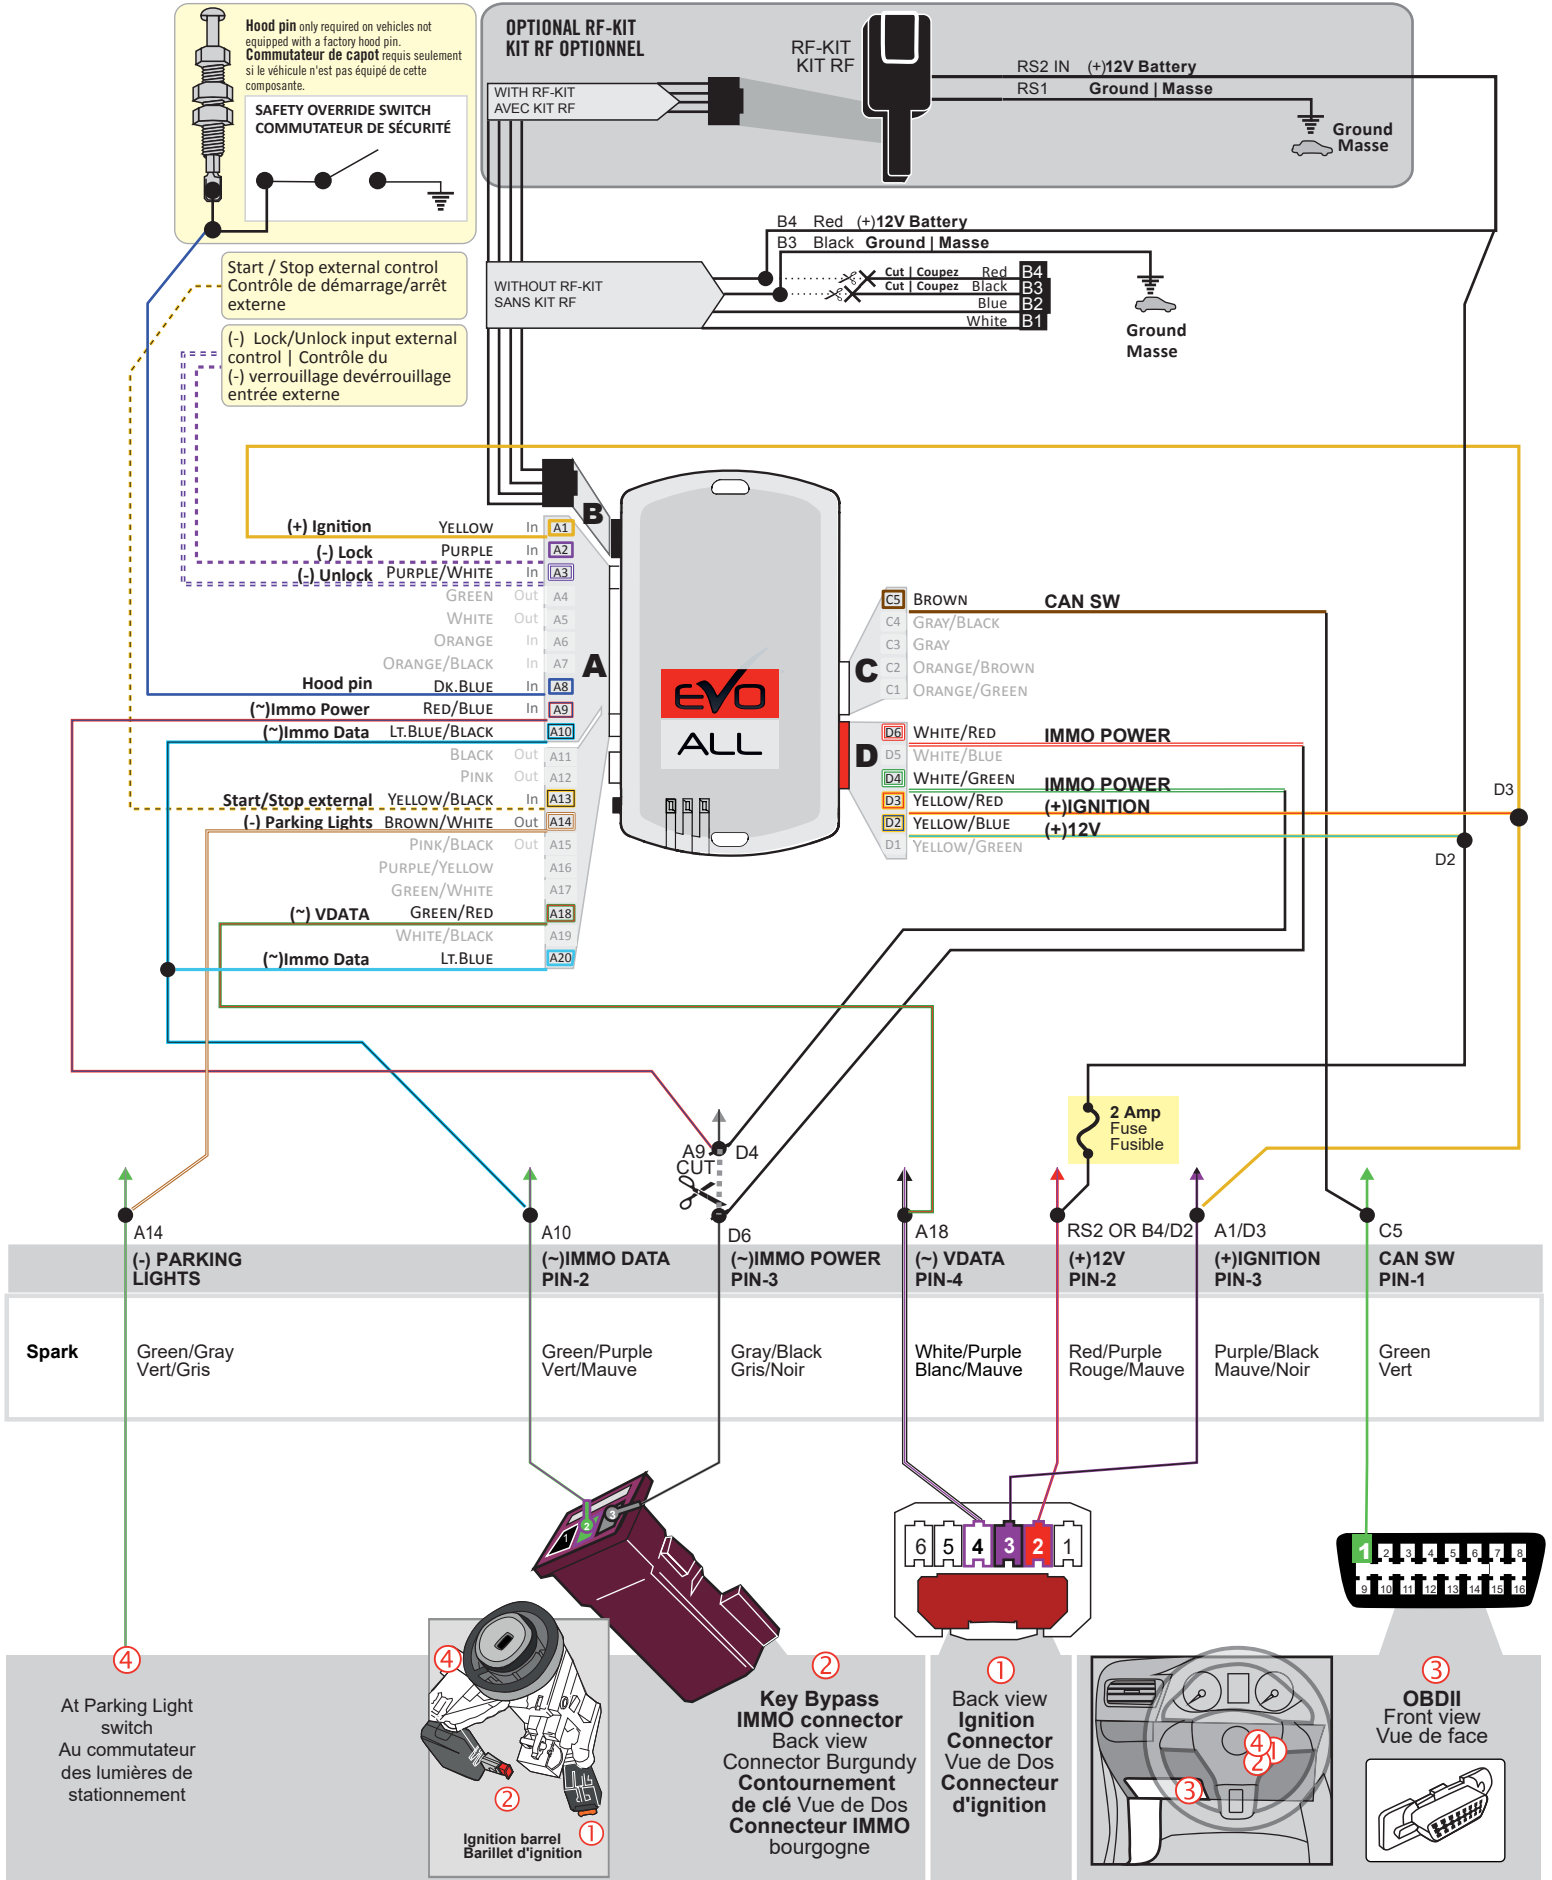 Hood pin only required on vehicles not
equipped with a factory hood pin.
Commutateur de capot requis seulement
si le véhicule n'est pas équipé de cette
composante.
SAFETY OVERRIDE SWITCH
COMMUTATEUR DE SÉCURITÉ
OPTIONAL RF-KIT
KIT RF OPTIONNEL
RF-KIT
KIT RF
WITH RF-KIT
AVEC KIT RF
RS2 IN (+)12V Battery
RS1 Ground | Masse
Ground
Masse
B4 Red (+)12V Battery
B3 Black Ground | Masse
WITHOUT RF-KIT
SANS KIT RF
Cut | Coupez Red B4
Cut | Coupez Black B3
Blue B2
White B1
Ground
Masse
Start / Stop external control
Contrôle de démarrage/arrêt
externe
(-) Lock/Unlock input external
control | Contrôle du
(-) verrouillage devérrouillage
entrée externe
B
(+) Ignition YELLOW In A1
(-) Lock PURPLE In A2
(-) Unlock PURPLE/WHITE In A3
GREEN Out A4
WHITE Out A5
ORANGE In A6
ORANGE/BLACK In A7
Hood pin DK.BLUE In A8
(~)Immo Power RED/BLUE In A9
(~)Immo Data LT.BLUE/BLACK A10
BLACK Out A11
PINK Out A12
Start/Stop external YELLOW/BLACK In A13
(-) Parking Lights BROWN/WHITE Out A14
PINK/BLACK Out A15
PURPLE/YELLOW A16
GREEN/WHITE A17
(~) VDATA GREEN/RED A18
WHITE/BLACK A19
(~)Immo Data LT.BLUE A20
A
EVO
ALL
C
C5 BROWN CAN SW
C4 GRAY/BLACK
C3 GRAY
C2 ORANGE/BROWN
C1 ORANGE/GREEN
D
D6 WHITE/RED IMMO POWER
D5 WHITE/BLUE
D4 WHITE/GREEN IMMO POWER
D3 YELLOW/RED (+)IGNITION
D2 YELLOW/BLUE (+)12V
D1 YELLOW/GREEN
D3
D2
2 Amp
Fuse
Fusible
A9 D4
CUT
A14
A10
D6
A18
RS2 OR B4/D2
A1/D3
C5
(-) PARKING
LIGHTS
(~)IMMO DATA
PIN-2
(~)IMMO POWER
PIN-3
(~) VDATA
PIN-4
(+)12V
PIN-2
(+)IGNITION
PIN-3
CAN SW
PIN-1
Spark
Green/Gray
Vert/Gris
Green/Purple
Vert/Mauve
Gray/Black
Gris/Noir
White/Purple
Blanc/Mauve
Red/Purple
Rouge/Mauve
Purple/Black
Mauve/Noir
Green
Vert
1 2 3
6 5 4 3 2 1
1 2 3 4 5 6 7 8
9 10 11 12 13 14 15 16
4
At Parking Light
switch
Au commutateur
des lumières de
stationnement
4
2
1
Ignition barrel
Barillet d'ignition
2
Key Bypass
IMMO connector
Back view
Connector Burgundy
Contournement
de clé Vue de Dos
Connecteur IMMO
bourgogne
1
Back view
Ignition
Connector
Vue de Dos
Connecteur
d'ignition
4
1
2
3
3
OBDII
Front view
Vue de face